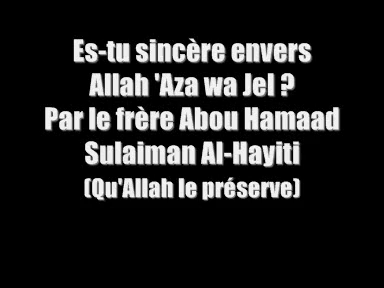 Es-tu sincère envers
Allah 'Aza wa Jel ?
Par le frère Abou Hamaad
Sulaiman Al-Hayiti
(Qu'Allah le préserve)